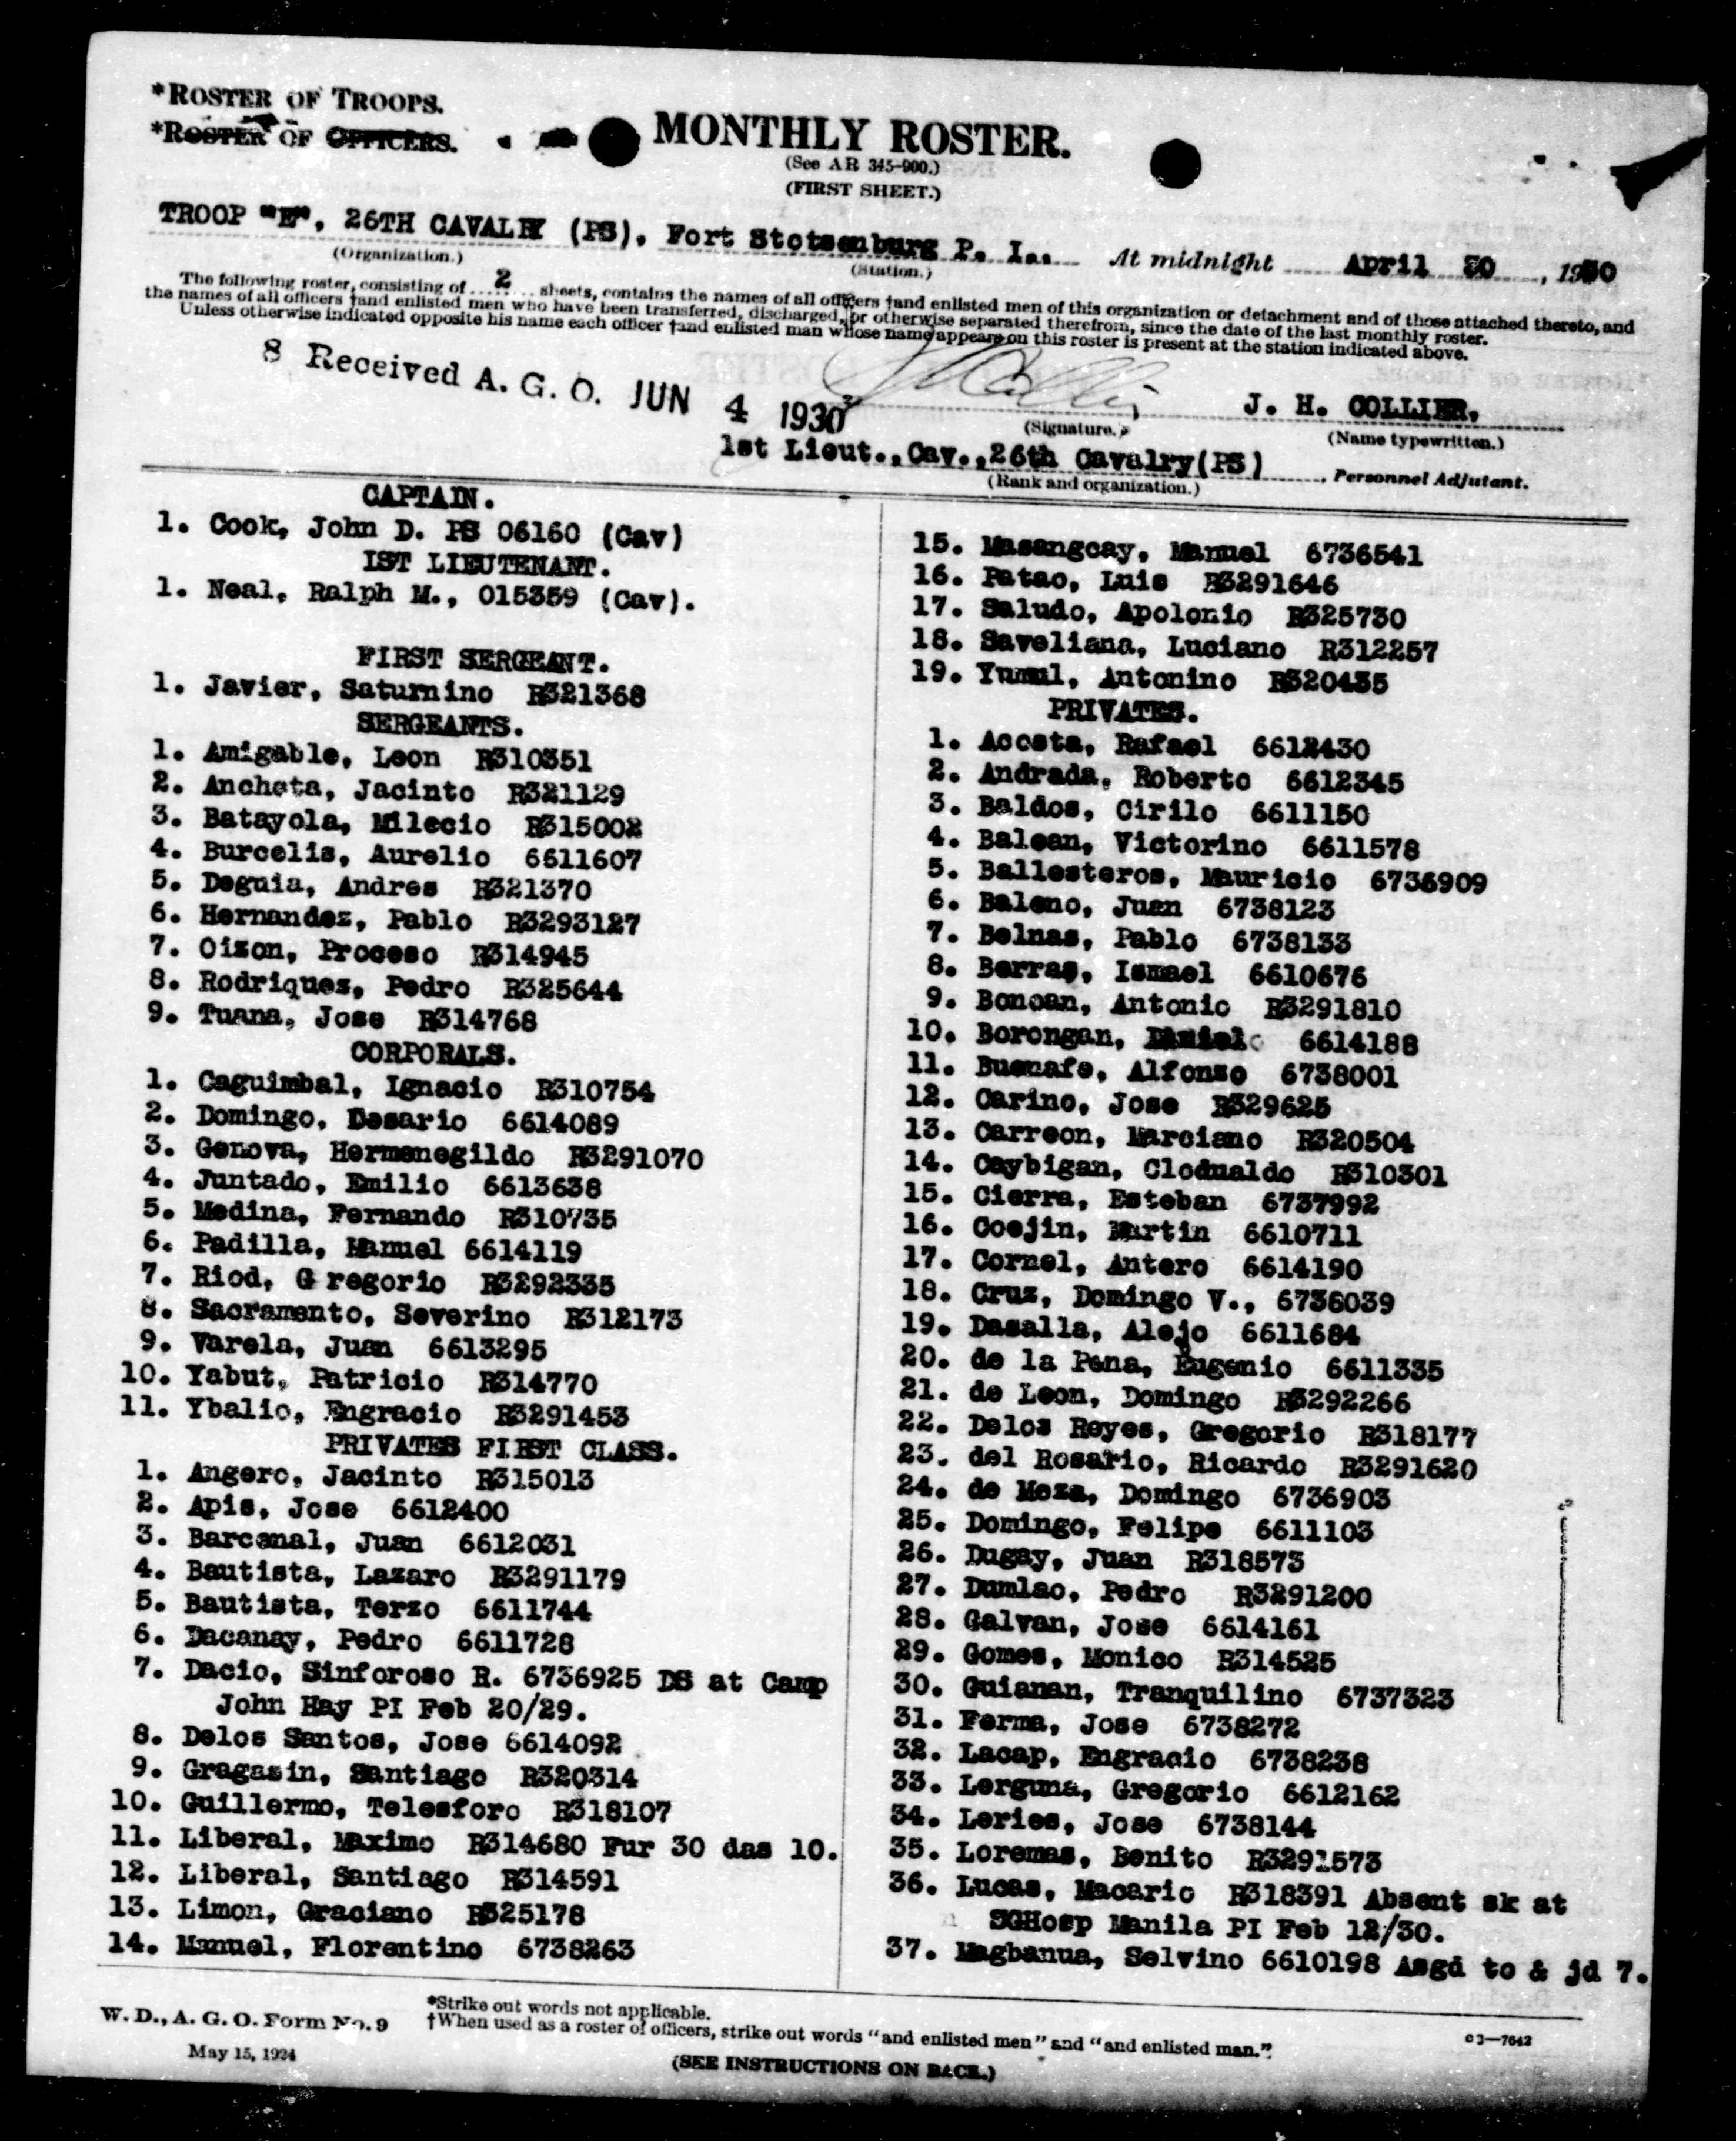 *ROSTER OF TROOPS.
*ROSTER OF OFFICERS.
MONTHLY ROSTER.
(See AR 345-900.)
(FIRST SHEET.)
TROOP "E", 26TH CAVALRY (PS), Fort Stotsenburg P. I. At midnight April 30, 1930
(Organization.) (Station.)
The following roster, consisting of 2 sheets, contains the names of all officers †and enlisted men of this organization or detachment and of those attached thereto, and
the names of all officers †and enlisted men who have been transferred, discharged, or otherwise separated therefrom, since the date of the last monthly roster.
Unless otherwise indicated opposite his name each officer †and enlisted man whose name appears on this roster is present at the station indicated above.
8 Received A. G. O. JUN 4 1930
J. H. COLLIER,
(Signature.) (Name typewritten.)
1st Lieut., Cav., 26th Cavalry(PS), Personnel Adjutant.
(Rank and organization.)
CAPTAIN.
1. Cook, John D. PS 06160 (Cav)
IST LIEUTENANT.
1. Neal, Ralph M., 015359 (Cav).
FIRST SERGEANT.
1. Javier, Saturnino R321368
SERGEANTS.
1. Amigable, Leon R310351
2. Ancheta, Jacinto R321129
3. Batayola, Milecio R315002
4. Burcelis, Aurelio 6611607
5. Deguia, Andres R321370
6. Hernandez, Pablo R3293127
7. Oizon, Proceso R314945
8. Rodriquez, Pedro R325644
9. Tuana, Jose R314768
CORPORALS.
1. Caguimbal, Ignacio R310754
2. Domingo, Desario 6614089
3. Genova, Hermenegildo R3291070
4. Juntado, Emilio 6613638
5. Medina, Fernando R310735
6. Padilla, Manuel 6614119
7. Riod, G regorio R3292335
8. Sacramento, Severino R312173
9. Varela, Juan 6613295
10. Yabut, Patricio R314770
11. Ybalio, Engracio R3291453
PRIVATES FIRST CLASS.
1. Angero, Jacinto R315013
2. Apis, Jose 6612400
3. Barcenal, Juan 6612031
4. Bautista, Lazaro R3291179
5. Bautista, Terzo 6611744
6. Dacanay, Pedro 6611728
7. Dacio, Sinforoso R. 6736925 DS at Camp
John Hay PI Feb 20/29.
8. Delos Santos, Jose 6614092
9. Gragasin, Santiago R320314
10. Guillermo, Telesforo R318107
11. Liberal, Maximo R314680 Fur 30 das 10.
12. Liberal, Santiago R314591
13. Limon, Graciano R325178
14. Manuel, Florentino 6738263
15. Masangcay, Manuel 6736541
16. Patao, Luis R3291646
17. Saludo, Apolonio R325730
18. Saveliana, Luciano R312257
19. Yumul, Antonino R320435
PRIVATES.
1. Acosta, Rafael 6612430
2. Andrada, Roberto 6612345
3. Baldos, Cirilo 6611150
4. Balean, Victorino 6611578
5. Ballesteros, Mauricio 6736909
6. Baleno, Juan 6738123
7. Belnas, Pablo 6738133
8. Berras, Ismael 6610676
9. Boncan, Antonio R3291810
10. Borongan, 6614188
11. Buenafe, Alfonso 6738001
12. Carino, Jose R329625
13. Carreon, Marciano R320504
14. Caybigan, Clodualdo R310301
15. Cierra, Esteban 6737992
16. Coejin, Martin 6610711
17. Cornel, Antero 6614190
18. Cruz, Domingo V., 6736039
19. Dasalla, Alejo 6611684
20. de la Pena, Eugenio 6611335
21. de Leon, Domingo R3292266
22. Delos Reyes, Gregorio R318177
23. del Rosario, Ricardo R3291620
24. de Meza, Domingo 6736903
25. Domingo, Felipe 6611103
26. Dugay, Juan R318573
27. Dumlao, Pedro R3291200
28. Galvan, Jose 6614161
29. Gomes, Monico R314525
30. Guianan, Tranquilino 6737323
31. Ferma, Jose 6738272
32. Lacap, Engracio 6738238
33. Lerguna, Gregorio 6612162
34. Leries, Jose 6738144
35. Loremas, Benito R3291573
36. Lucas, Macario R318391 Absent sk at
SGHosp Manila PI Feb 12/30.
37. Magbanua, Selvino 6610198 Asgd to & jd 7.
W. D., A. G. O. Form No. 9
May 15, 1924
*Strike out words not applicable.
†When used as a roster of officers, strike out words "and enlisted men" and "and enlisted man."
(SEE INSTRUCTIONS ON BACK.)
03—7642